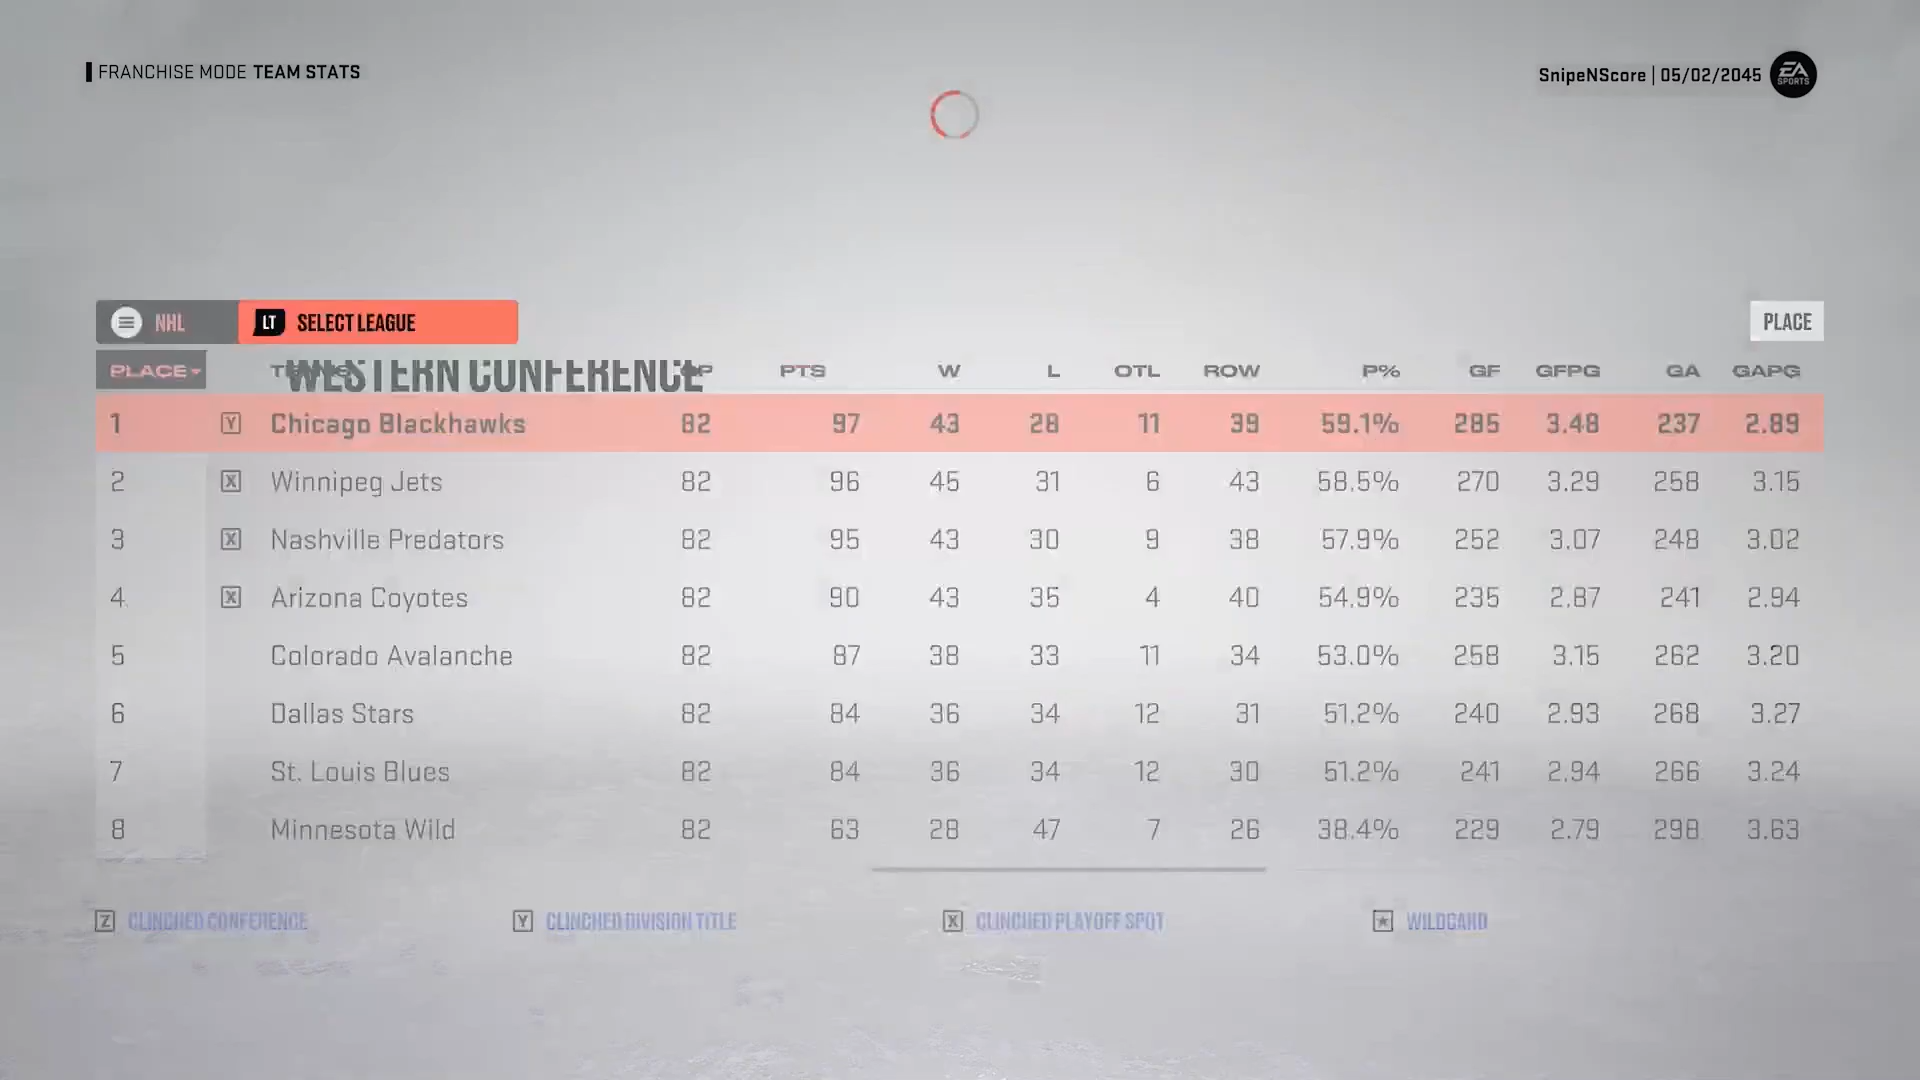 FRANCHISE MODE TEAM STATS
SnipeNScore | 05/02/2045
EA SPORTS
NHL LT SELECT LEAGUE PLACE
WESTERN CONFERENCE
PLACE PTS W L OTL ROW P% GF GFPG GA GAPG
1 Y Chicago Blackhawks 82 97 43 28 11 39 59.1% 285 3.48 237 2.89
2 X Winnipeg Jets 82 96 45 31 6 43 58.5% 270 3.29 258 3.15
3 X Nashville Predators 82 95 43 30 9 38 57.9% 252 3.07 248 3.02
4 X Arizona Coyotes 82 90 43 35 4 40 54.9% 235 2.87 241 2.94
5 Colorado Avalanche 82 87 38 33 11 34 53.0% 258 3.15 262 3.20
6 Dallas Stars 82 84 36 34 12 31 51.2% 240 2.93 268 3.27
7 St. Louis Blues 82 84 36 34 12 30 51.2% 241 2.94 266 3.24
8 Minnesota Wild 82 63 28 47 7 26 38.4% 229 2.79 298 3.63
Z CLINCHED CONFERENCE Y CLINCHED DIVISION TITLE X CLINCHED PLAYOFF SPOT ★ WILDCARD